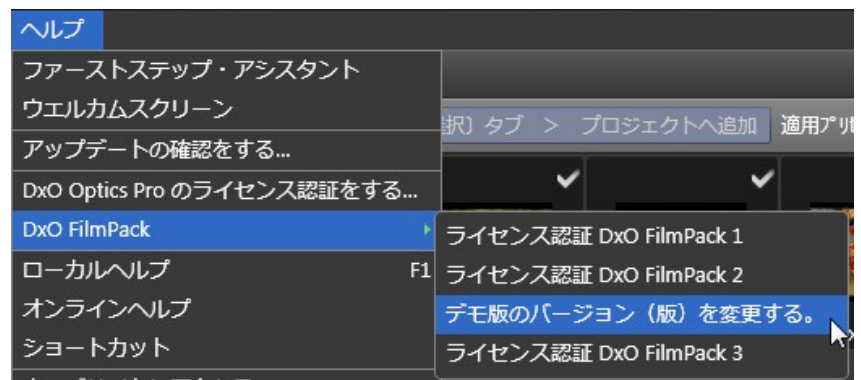 ヘルプ
ファーストステップ・アシスタント
ウエルカムスクリーン
択〕タブ ＞ プロジェクトへ追加 適用ﾌﾟﾘｾ
アップデートの確認をする...
DxO Optics Pro のライセンス認証をする...
DxO FilmPack
ライセンス認証 DxO FilmPack 1
ローカルヘルプ F1
ライセンス認証 DxO FilmPack 2
オンラインヘルプ
デモ版のバージョン（版）を変更する。
ショートカット
ライセンス認証 DxO FilmPack 3